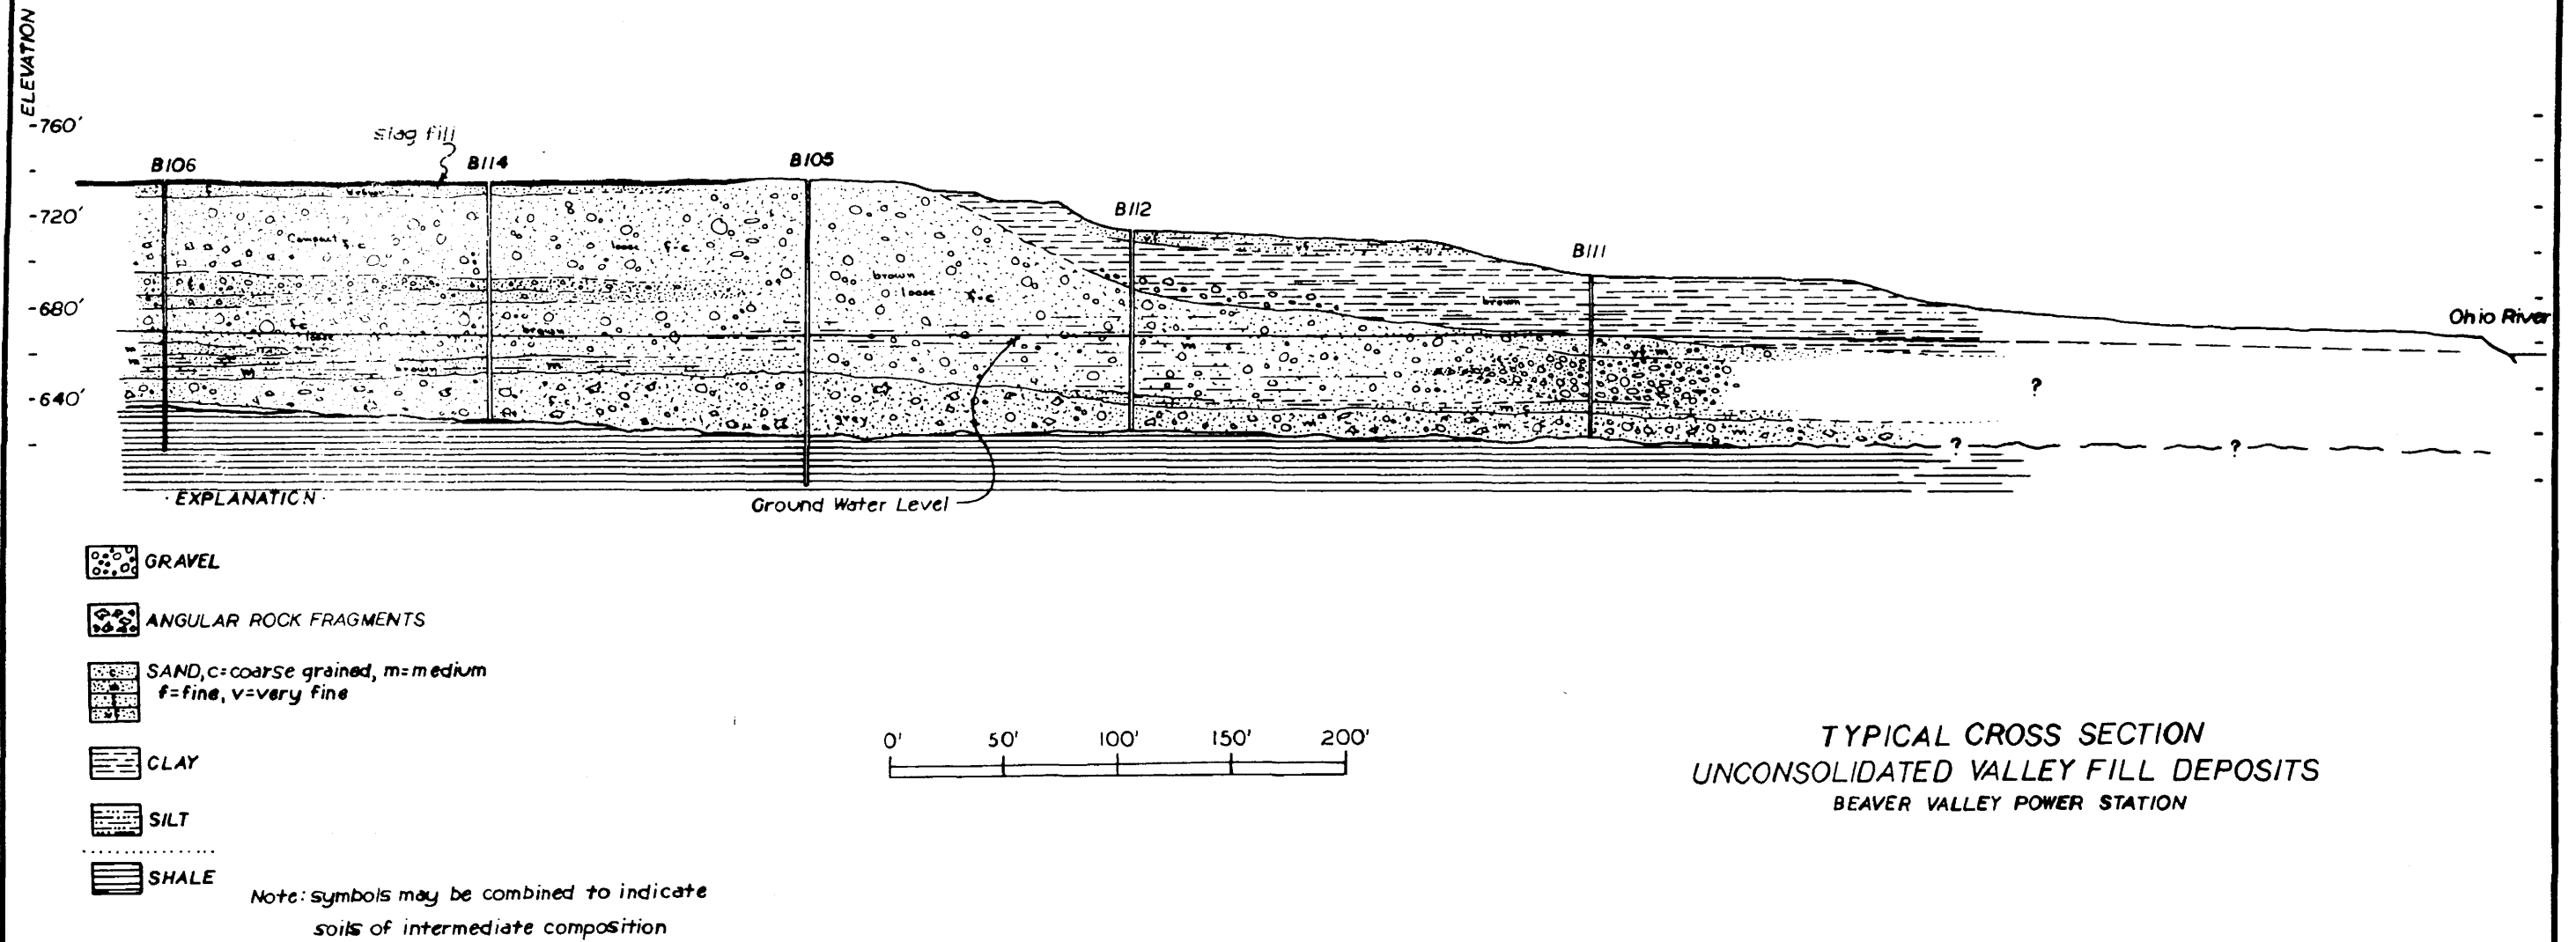 ELEVATION
-760'
slag fill
B106
B114
B105
-720'
B112
B111
brown
Compact f-c
loose f-c
brown
loose f-c
brown
-680'
f-c
loose
brown
Ohio River
m
vf-m
m
m
m
brown
m
?
-640'
f-c
gray
m
m
m
?
?
· EXPLANATION ·
Ground Water Level
GRAVEL
ANGULAR ROCK FRAGMENTS
SAND, c=coarse grained, m=medium
f=fine, v=very fine
c
CLAY
SILT
SHALE
Note: symbols may be combined to indicate
soils of intermediate composition
0' 50' 100' 150' 200'
TYPICAL CROSS SECTION
UNCONSOLIDATED VALLEY FILL DEPOSITS
BEAVER VALLEY POWER STATION